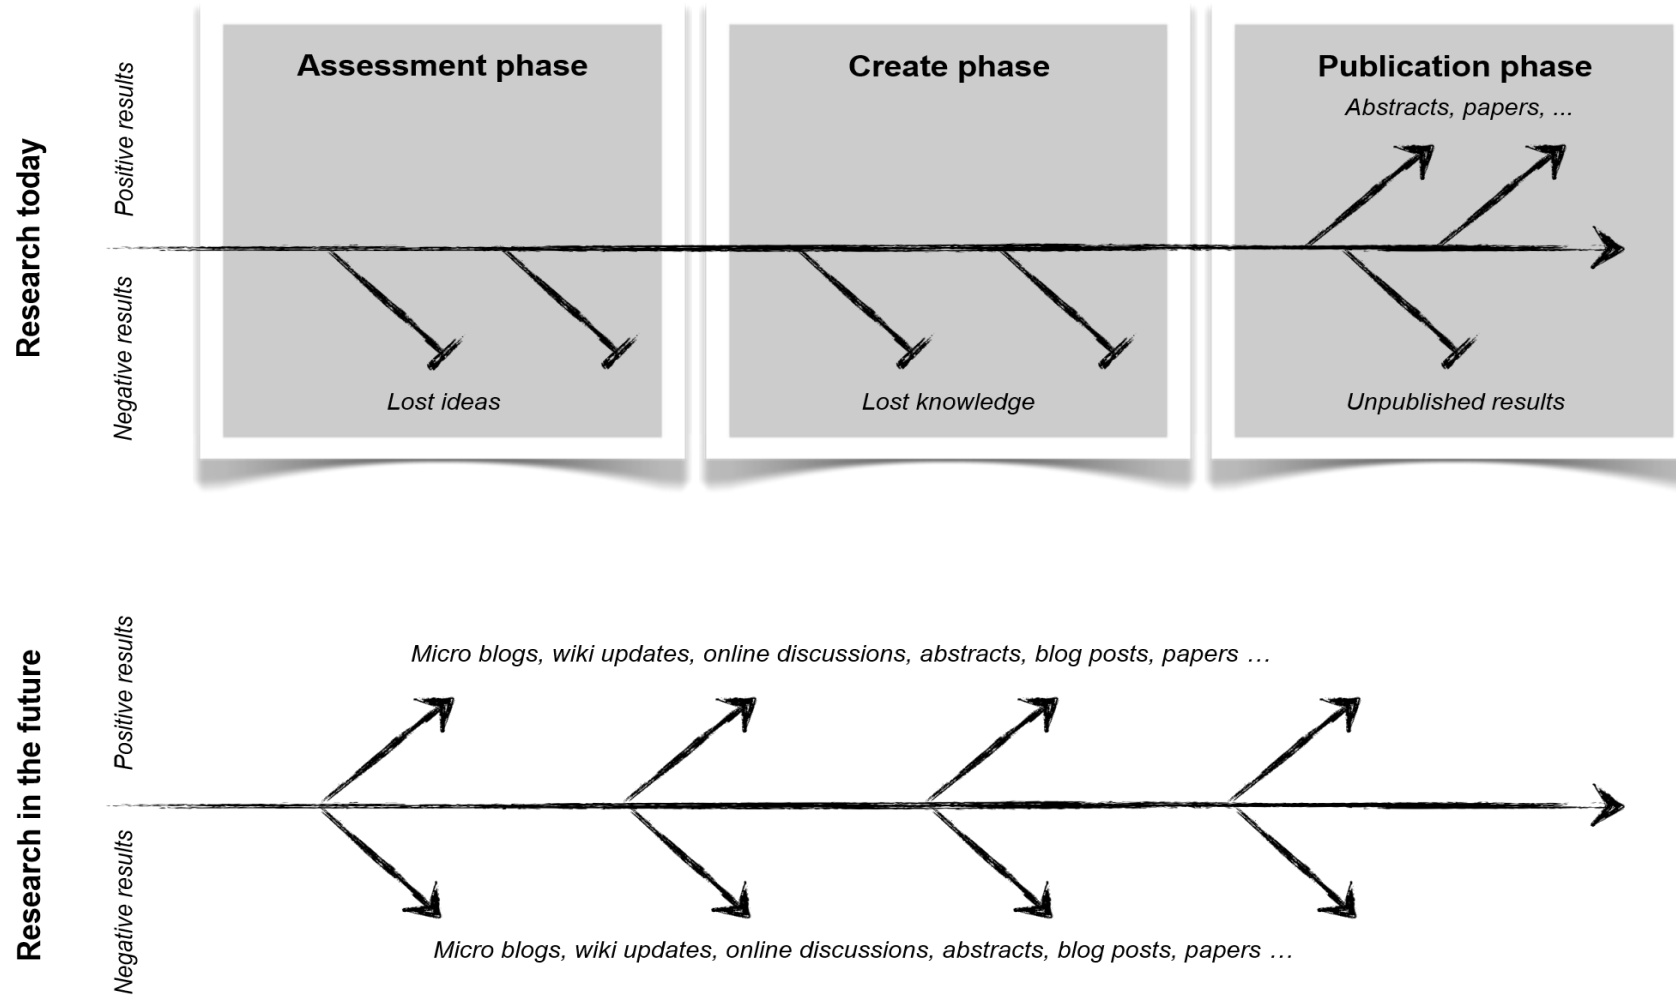 Research today
Positive results
Negative results
Assessment phase
Lost ideas
Create phase
Lost knowledge
Publication phase
Abstracts, papers, ...
Unpublished results
Research in the future
Positive results
Negative results
Micro blogs, wiki updates, online discussions, abstracts, blog posts, papers …
Micro blogs, wiki updates, online discussions, abstracts, blog posts, papers …